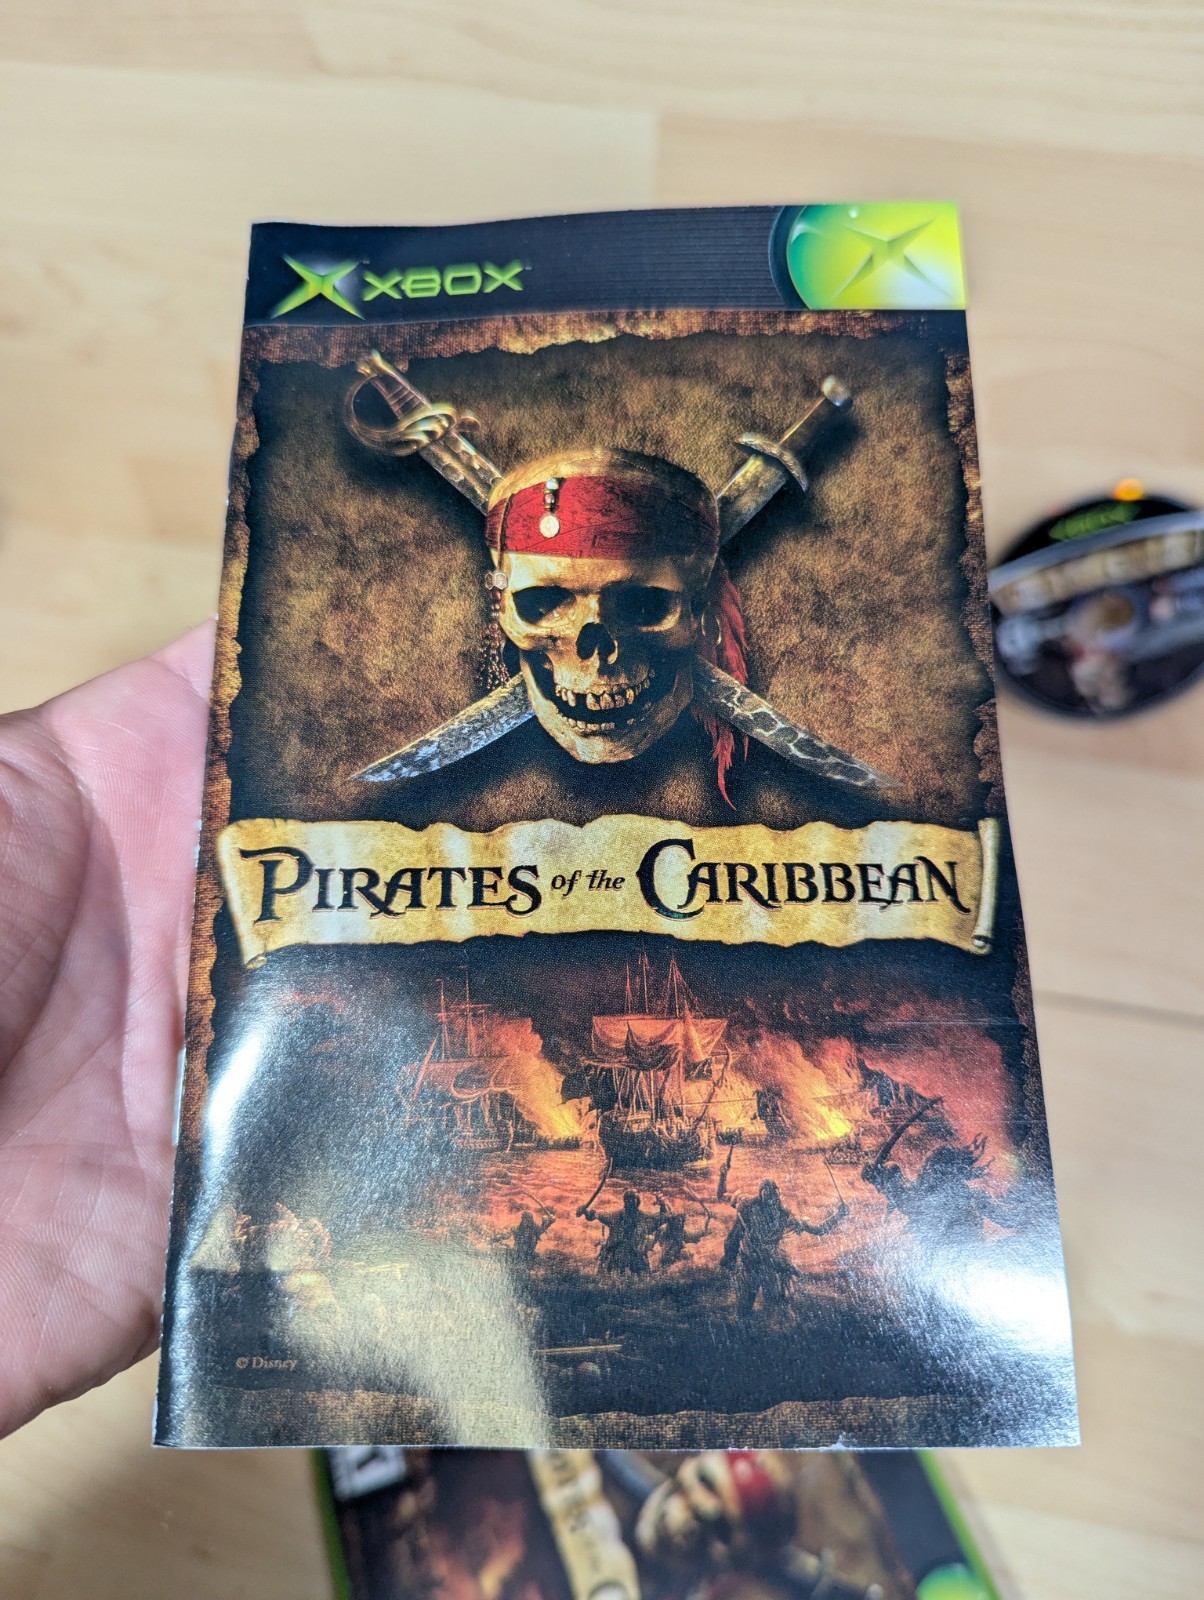 XBOX
PIRATES of the CARIBBEAN
© Disney